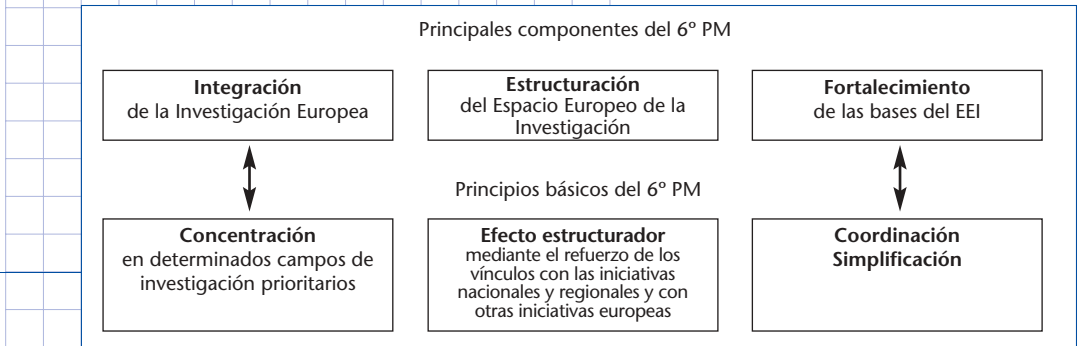 Principales componentes del 6º PM
Integración
de la Investigación Europea
Estructuración
del Espacio Europeo de la
Investigación
Fortalecimiento
de las bases del EEI
Principios básicos del 6º PM
Concentración
en determinados campos de
investigación prioritarios
Efecto estructurador
mediante el refuerzo de los
vínculos con las iniciativas
nacionales y regionales y con
otras iniciativas europeas
Coordinación
Simplificación